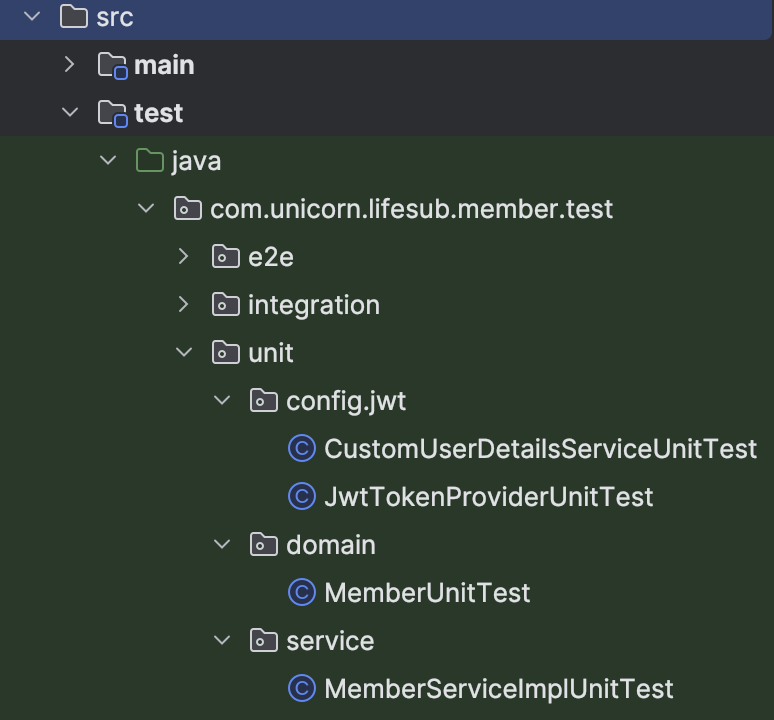 src
main
test
java
com.unicorn.lifesub.member.test
e2e
integration
unit
config.jwt
CustomUserDetailsServiceUnitTest
JwtTokenProviderUnitTest
domain
MemberUnitTest
service
MemberServiceImplUnitTest